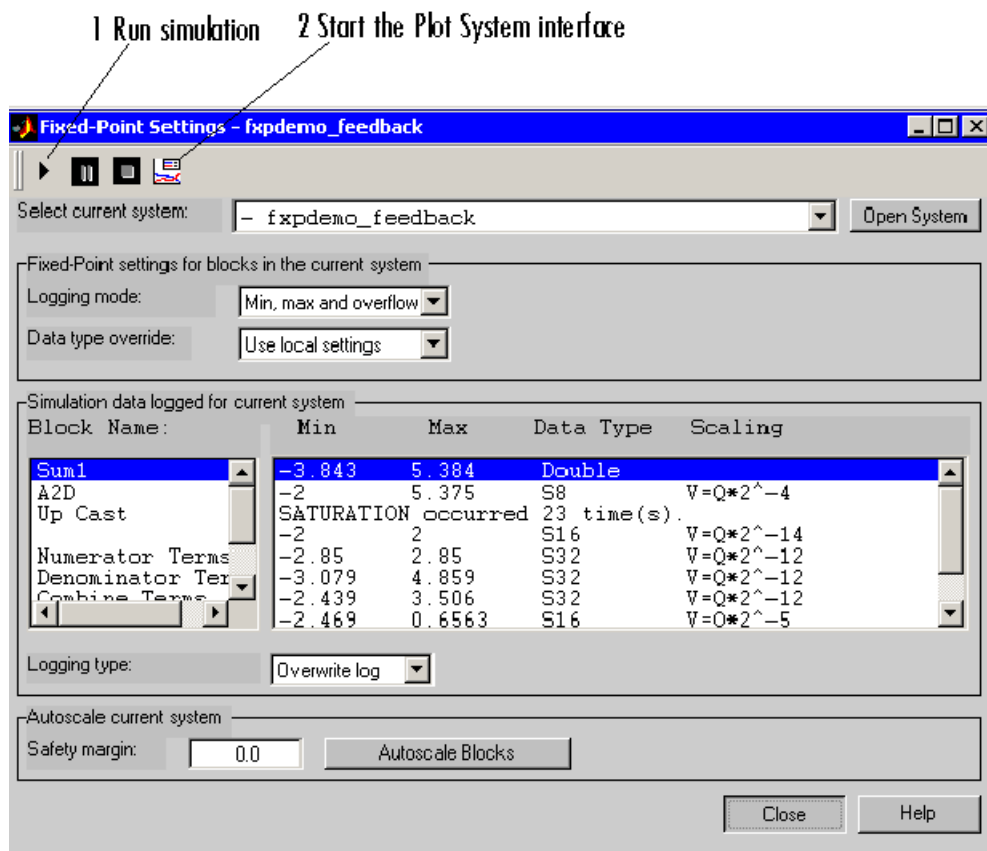 1 Run simulation 2 Start the Plot System interface
Fixed-Point Settings - fxpdemo_feedback
Select current system: - fxpdemo_feedback Open System
Fixed-Point settings for blocks in the current system
Logging mode: Min, max and overflow
Data type override: Use local settings
Simulation data logged for current system
Block Name: Min Max Data Type Scaling
Sum1 -3.843 5.384 Double
A2D -2 5.375 S8 V=Q*2^-4
Up Cast SATURATION occurred 23 time(s).
-2 2 S16 V=Q*2^-14
Numerator Terms -2.85 2.85 S32 V=Q*2^-12
Denominator Ter -3.079 4.859 S32 V=Q*2^-12
Combine Terms -2.439 3.506 S32 V=Q*2^-12
-2.469 0.6563 S16 V=Q*2^-5
Logging type: Overwrite log
Autoscale current system
Safety margin: 0.0 Autoscale Blocks
Close Help